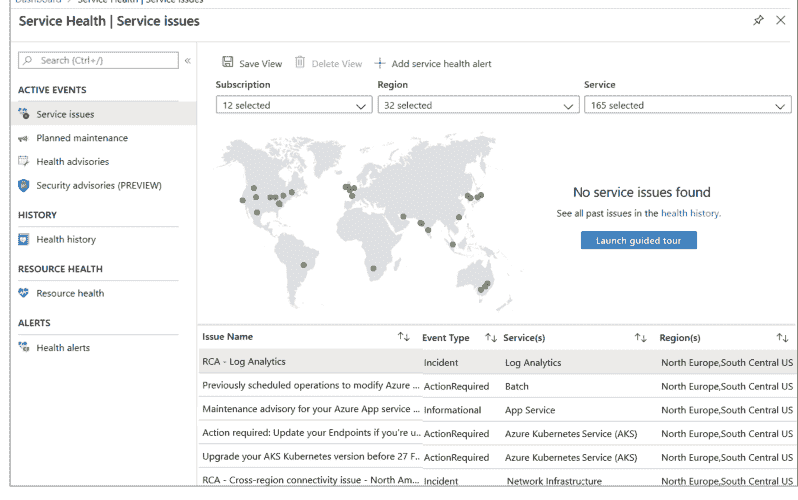 Dashboard > Service Health | Service issues
Service Health | Service issues
Search (Ctrl+/)
«
ACTIVE EVENTS
Service issues
Planned maintenance
Health advisories
Security advisories (PREVIEW)
HISTORY
Health history
RESOURCE HEALTH
Resource health
ALERTS
Health alerts
Save View Delete View Add service health alert
Subscription Region Service
12 selected 32 selected 165 selected
No service issues found
See all past issues in the health history.
Launch guided tour
Issue Name Event Type Service(s) Region(s)
RCA - Log Analytics Incident Log Analytics North Europe,South Central US
Previously scheduled operations to modify Azure ... ActionRequired Batch North Europe,South Central US
Maintenance advisory for your Azure App service ... Informational App Service North Europe,South Central US
Action required: Update your Endpoints if you're u.. ActionRequired Azure Kubernetes Service (AKS) North Europe,South Central US
Upgrade your AKS Kubernetes version before 27 F.. ActionRequired Azure Kubernetes Service (AKS) North Europe,South Central US
RCA - Cross-region connectivity issue - North Am... Incident Network Infrastructure North Europe,South Central US